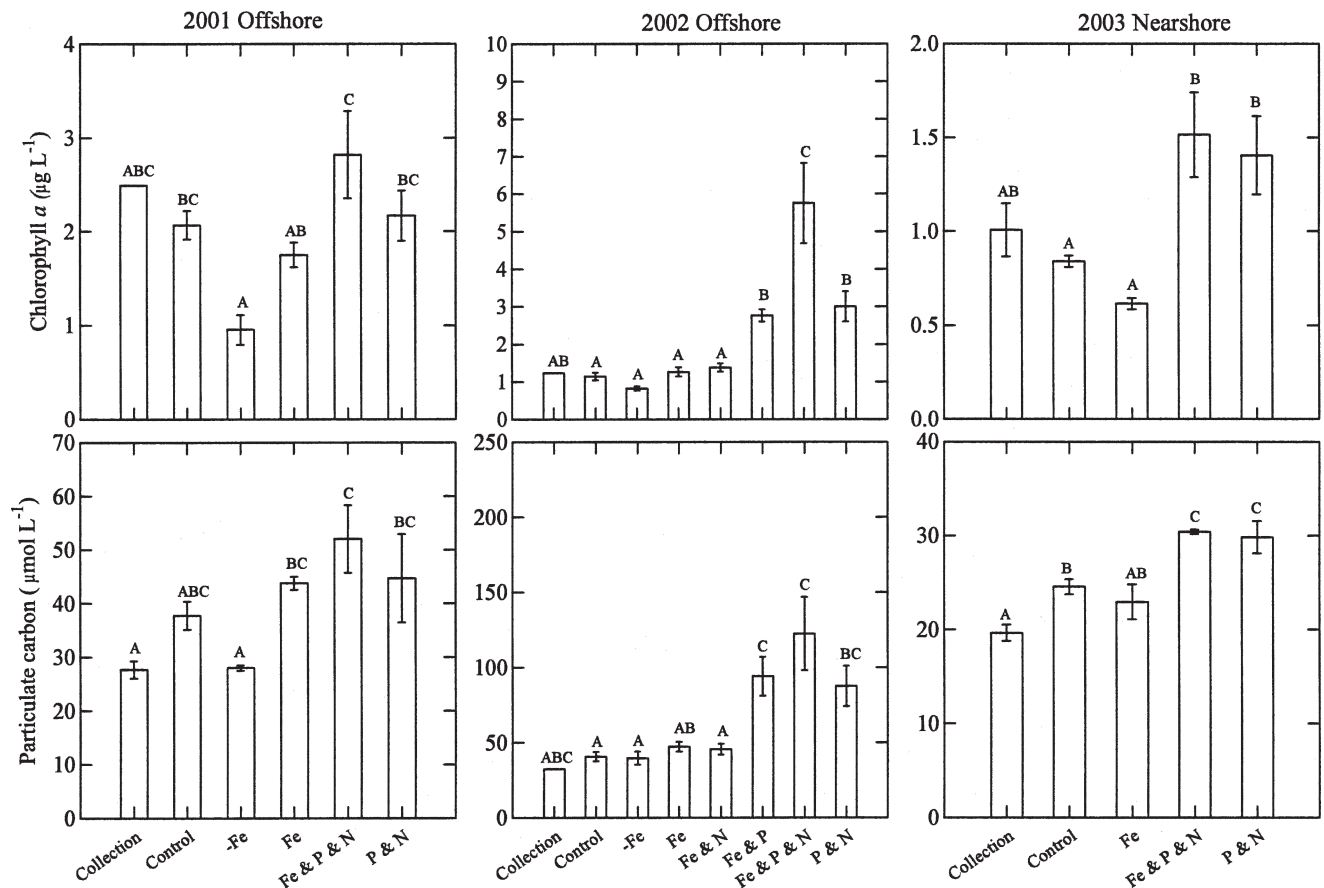 2001 Offshore
2002 Offshore
2003 Nearshore
Chlorophyll a (µg L-1)
4
3
2
1
0
ABC
BC
A
AB
C
BC
10
9
8
7
6
5
4
3
2
1
0
AB
A
A
A
A
B
C
B
2.0
1.5
1.0
0.5
0.0
AB
A
A
B
B
Particulate carbon ( µmol L-1)
70
60
50
40
30
20
10
0
A
ABC
A
BC
C
BC
Collection
Control
-Fe
Fe
Fe & P & N
P & N
250
200
150
100
50
0
ABC
A
A
AB
A
C
C
BC
Collection
Control
-Fe
Fe
Fe & N
Fe & P
Fe & P & N
P & N
40
30
20
10
0
A
B
AB
C
C
Collection
Control
Fe
Fe & P & N
P & N